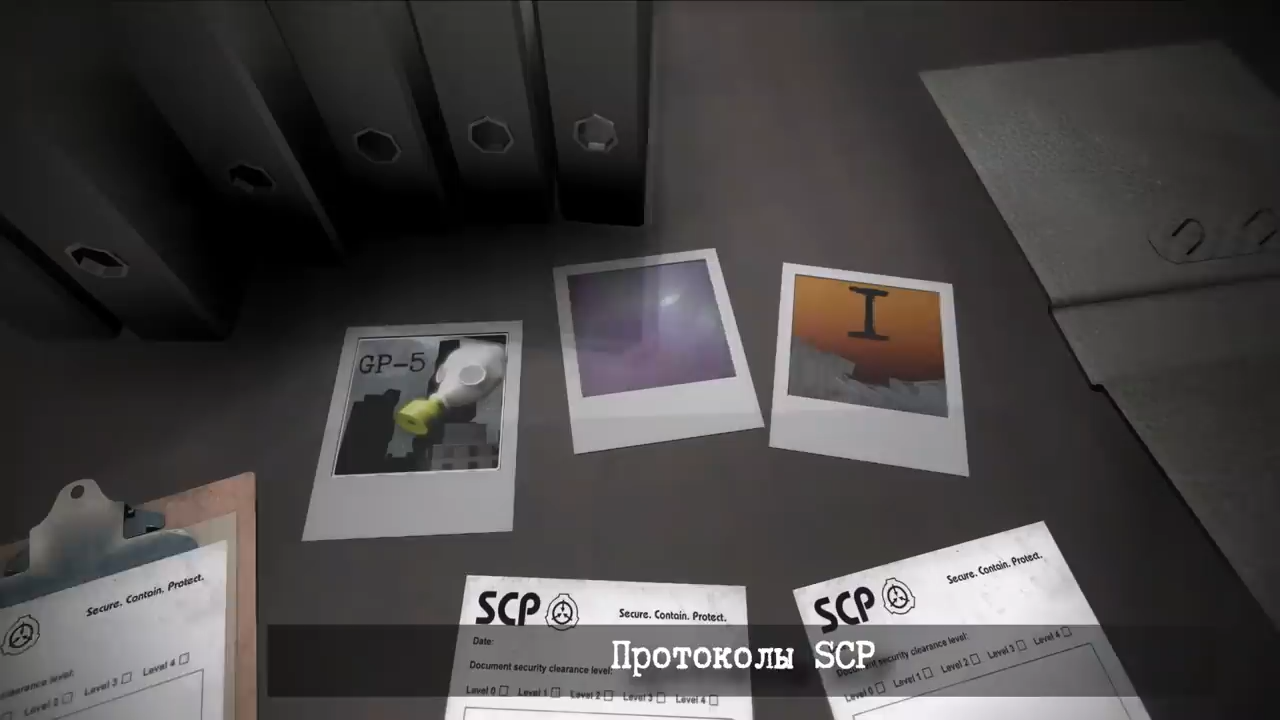 GP-5
I
Secure. Contain. Protect.
Level 3 Level 4
SCP
Secure. Contain. Protect.
Date:
Document security clearance level:
Level 0 Level 1 Level 2 Level 3 Level 4
SCP
Secure. Contain. Protect.
Document security clearance level:
Level 0 Level 1 Level 2 Level 3 Level 4
Протоколы SCP